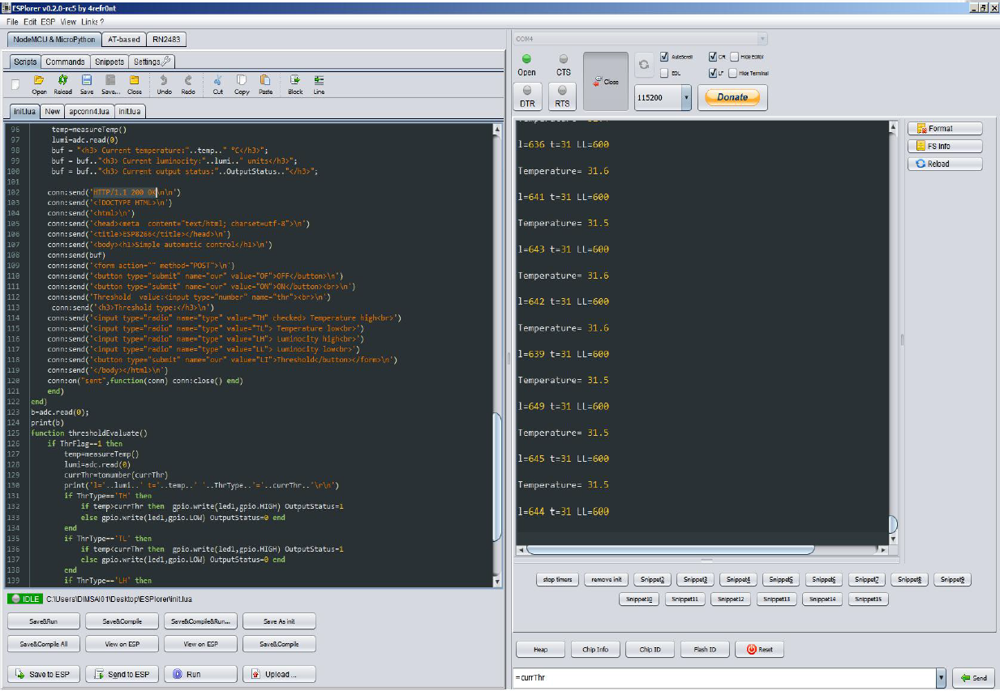 ESPlorer v0.2.0-rc5 by 4refr0nt
File Edit ESP View Links ?
NodeMCU & MicroPython AT-based RN2483
Scripts Commands Snippets Settings
Open Reload Save Save... Close Undo Redo Cut Copy Paste Block Line
init.lua New apconn4.lua init.lua
96 temp=measureTemp()
97 lumi=adc.read(0)
98 buf = "<h3> Current temperature:"..temp.." °C</h3>";
99 buf = buf.."<h3> Current luminocity:"..lumi.." units</h3>";
100 buf = buf.."<h3> Current output status:"..OutputStatus.."</h3>";
101
102 conn:send('HTTP/1.1 200 OK\n\n')
103 conn:send('<!DOCTYPE HTML>\n')
104 conn:send('<html>\n')
105 conn:send('<head><meta content="text/html; charset=utf-8">\n')
106 conn:send('<title>ESP8266</title></head>\n')
107 conn:send('<body><h1>Simple automatic control</h1>\n')
108 conn:send(buf)
109 conn:send('<form action="" method="POST">\n')
110 conn:send('<button type="submit" name="ovr" value="OF">OFF</button>\n')
111 conn:send('<button type="submit" name="ovr" value="ON">ON</button><br>\n')
112 conn:send('Threshold value:<input type="number" name="thr"><br>\n')
113 conn:send('<h3>Threshold type:</h3>\n')
114 conn:send('<input type="radio" name="type" value="TH" checked> Temperature high<br>')
115 conn:send('<input type="radio" name="type" value="TL"> Temperature low<br>')
116 conn:send('<input type="radio" name="type" value="LH"> Luminocity high<br>')
117 conn:send('<input type="radio" name="type" value="LL"> Luminocity low<br>')
118 conn:send('<button type="submit" name="ovr" value="LI">Threshold</button></form>\n')
119 conn:send('</body></html>\n')
120 conn:on("sent",function(conn) conn:close() end)
121 end)
122 end)
123 b=adc.read(0);
124 print(b)
125 function thresholdEvaluate()
126 if ThrFlag==1 then
127 temp=measureTemp()
128 lumi=adc.read(0)
129 currThr=tonumber(currThr)
130 print('l='..lumi..' t='..temp..' '..ThrType..'='..currThr..'\r\n')
131 if ThrType=='TH' then
132 if temp>currThr then gpio.write(led1,gpio.HIGH) OutputStatus=1
133 else gpio.write(led1,gpio.LOW) OutputStatus=0 end
134 end
135 if ThrType=='TL' then
136 if temp<currThr then gpio.write(led1,gpio.HIGH) OutputStatus=1
137 else gpio.write(led1,gpio.LOW) OutputStatus=0 end
138 end
139 if ThrType=='LH' then
IDLE C:\Users\DIMSAI01\Desktop\ESPlorer\init.lua
Save&Run Save&Compile Save&Compile&Run... Save As init
Save&Compile All View on ESP View on ESP Save&Compile
Save to ESP Send to ESP Run Upload ...
COM4
Open CTS Close AutoScroll CR Hide Editor
EOL LF Hide Terminal
DTR RTS 115200 Donate
l=636 t=31 LL=600
Temperature= 31.6
l=641 t=31 LL=600
Temperature= 31.5
l=643 t=31 LL=600
Temperature= 31.6
l=642 t=31 LL=600
Temperature= 31.6
l=639 t=31 LL=600
Temperature= 31.5
l=649 t=31 LL=600
Temperature= 31.5
l=645 t=31 LL=600
Temperature= 31.5
l=644 t=31 LL=600
Format
FS Info
Reload
stop timers remove init Snippet2 Snippet3 Snippet4 Snippet5 Snippet6 Snippet7 Snippet8 Snippet9
Snippet10 Snippet11 Snippet12 Snippet13 Snippet14 Snippet15
Heap Chip Info Chip ID Flash ID Reset
=currThr Send